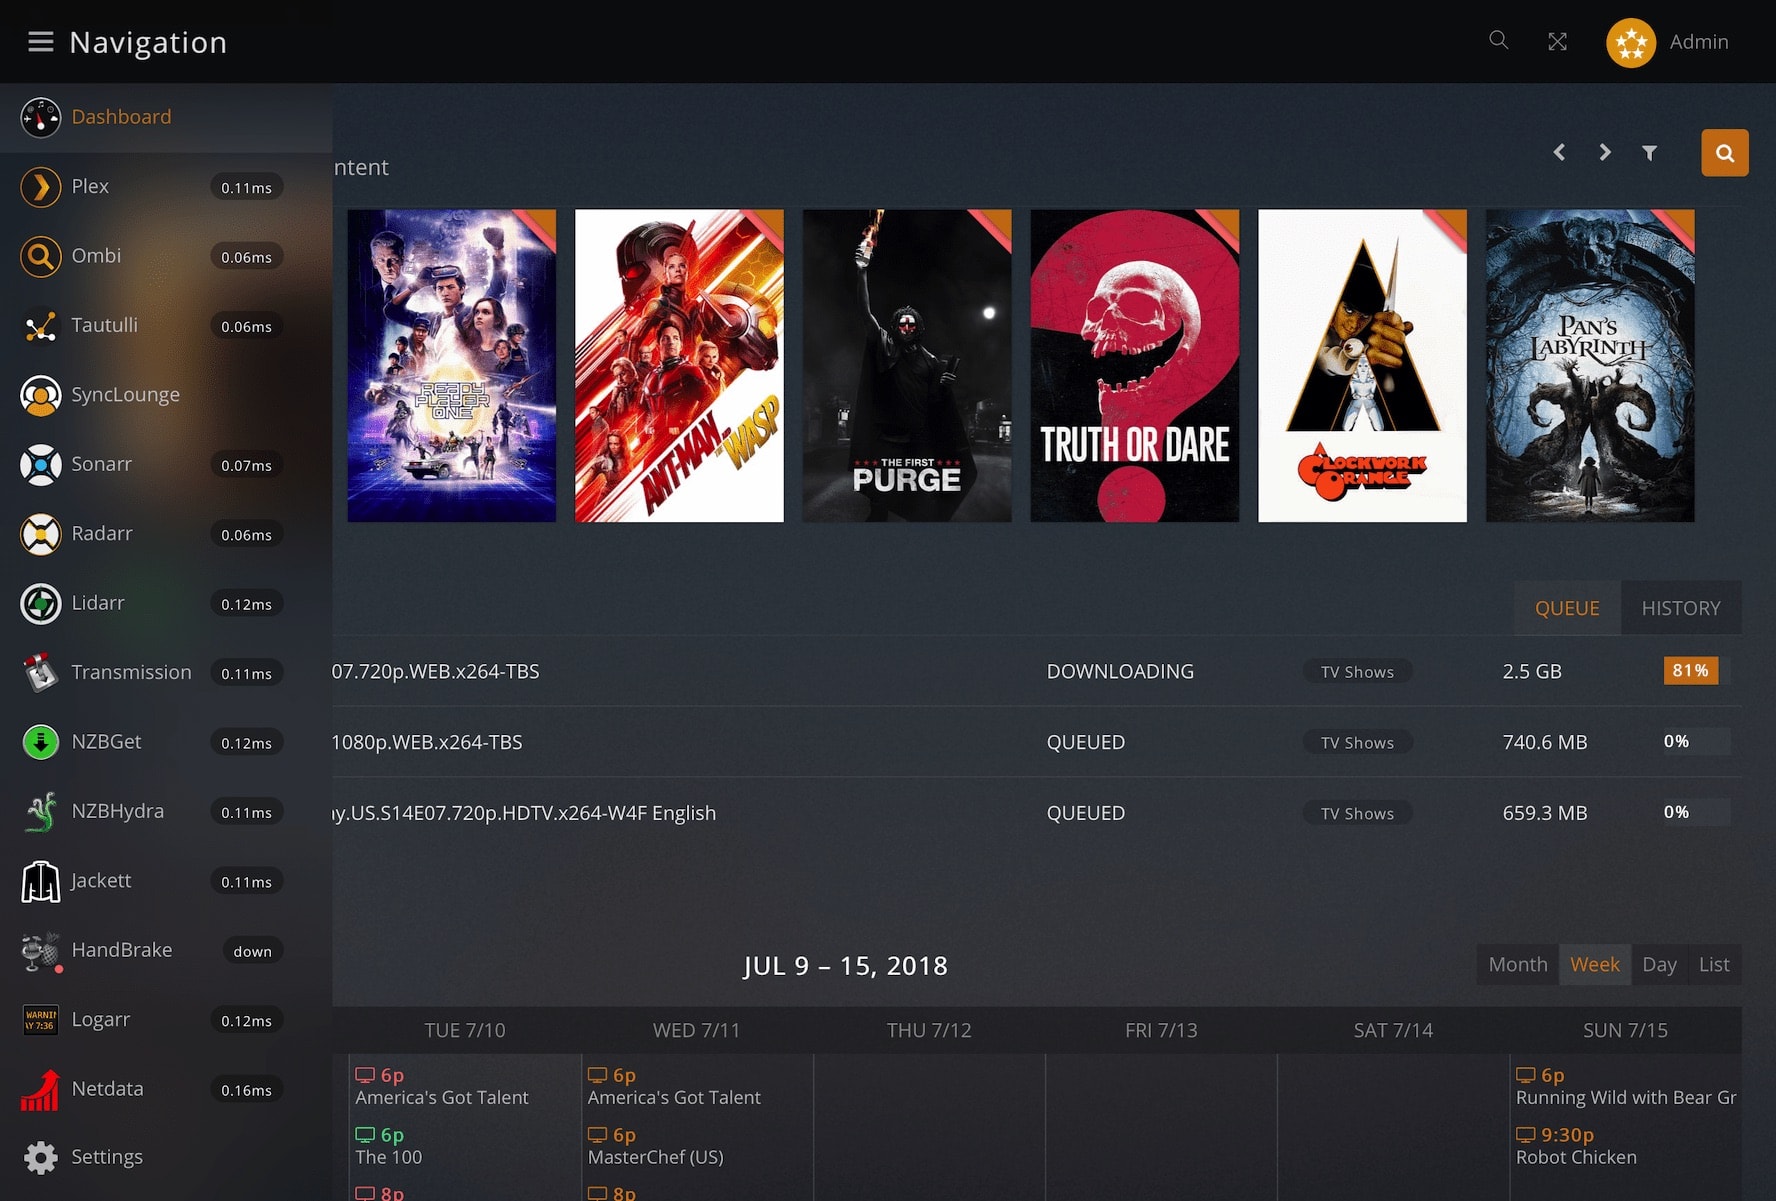 Navigation
Admin
Dashboard
Plex 0.11ms
Ombi 0.06ms
Tautulli 0.06ms
SyncLounge
Sonarr 0.07ms
Radarr 0.06ms
Lidarr 0.12ms
Transmission 0.11ms
NZBGet 0.12ms
NZBHydra 0.11ms
Jackett 0.11ms
HandBrake down
Logarr 0.12ms
WARNIN
Y 7:36
Netdata 0.16ms
Settings
ntent
READY
PLAYER
ONE
ANT-MAN
AND THE WASP
THE FIRST
PURGE
TRUTH OR DARE
A CLOCKWORK
ORANGE
PAN'S
LABYRINTH
QUEUE HISTORY
07.720p.WEB.x264-TBS DOWNLOADING TV Shows 2.5 GB 81%
1080p.WEB.x264-TBS QUEUED TV Shows 740.6 MB 0%
y.US.S14E07.720p.HDTV.x264-W4F English QUEUED TV Shows 659.3 MB 0%
JUL 9 – 15, 2018
Month Week Day List
TUE 7/10 WED 7/11 THU 7/12 FRI 7/13 SAT 7/14 SUN 7/15
6p
America's Got Talent
6p
The 100
8p
6p
America's Got Talent
6p
MasterChef (US)
8p
6p
Running Wild with Bear Gr
9:30p
Robot Chicken